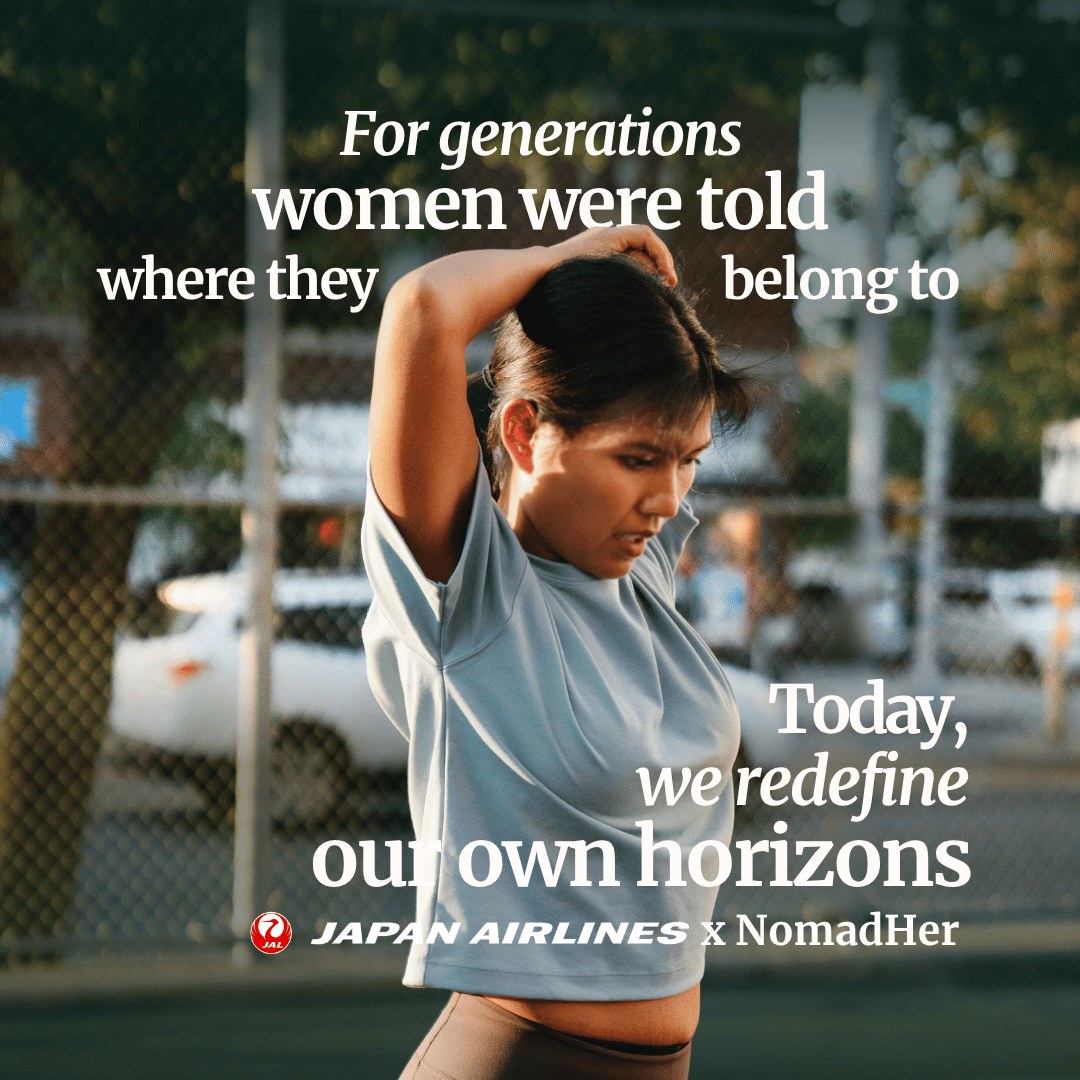 For generations
women were told
where they belong to
Today,
we redefine
our own horizons
JAL JAPAN AIRLINES x NomadHer